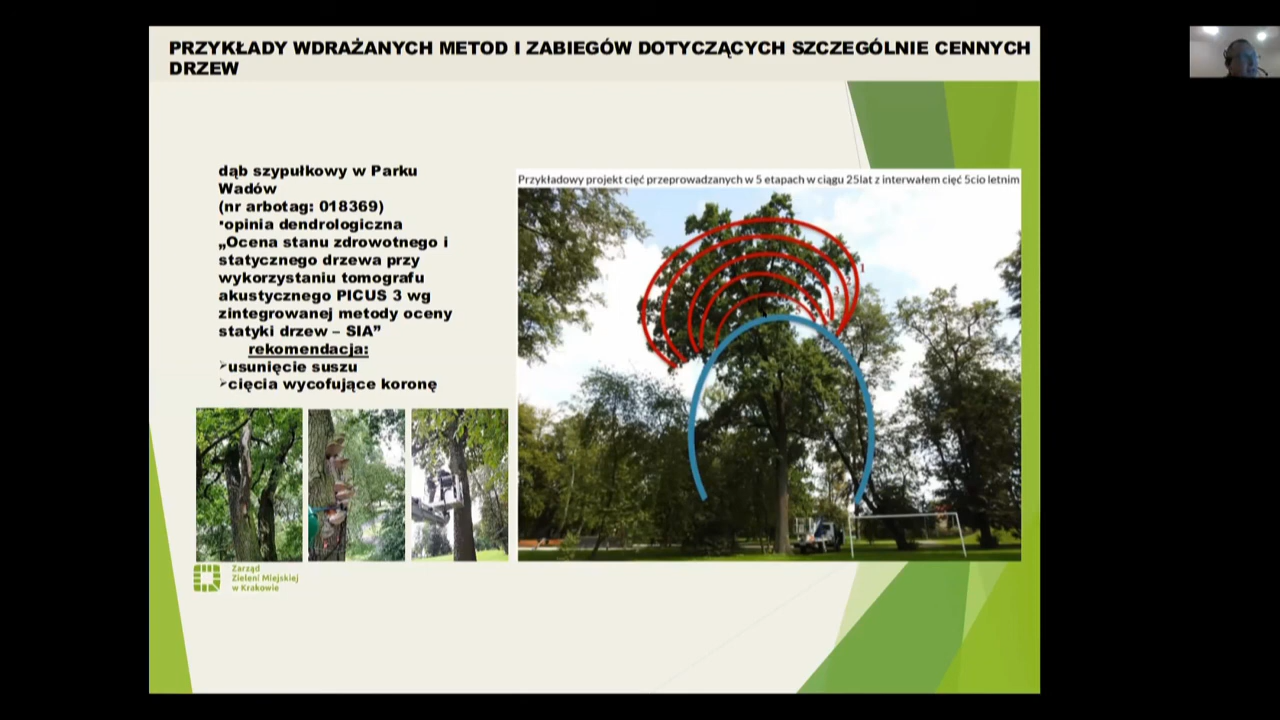 PRZYKŁADY WDRAŻANYCH METOD I ZABIEGÓW DOTYCZĄCYCH SZCZEGÓLNIE CENNYCH
DRZEW
dąb szypułkowy w Parku
Wadów
(nr arbotag: 018369)
•opinia dendrologiczna
„Ocena stanu zdrowotnego i
statycznego drzewa przy
wykorzystaniu tomografu
akustycznego PICUS 3 wg
zintegrowanej metody oceny
statyki drzew – SIA”
rekomendacja:
➢usunięcie suszu
➢cięcia wycofujące koronę
Przykładowy projekt cięć przeprowadzanych w 5 etapach w ciągu 25lat z interwałem cięć 5cio letnim
1
3
Zarząd
Zieleni Miejskiej
w Krakowie